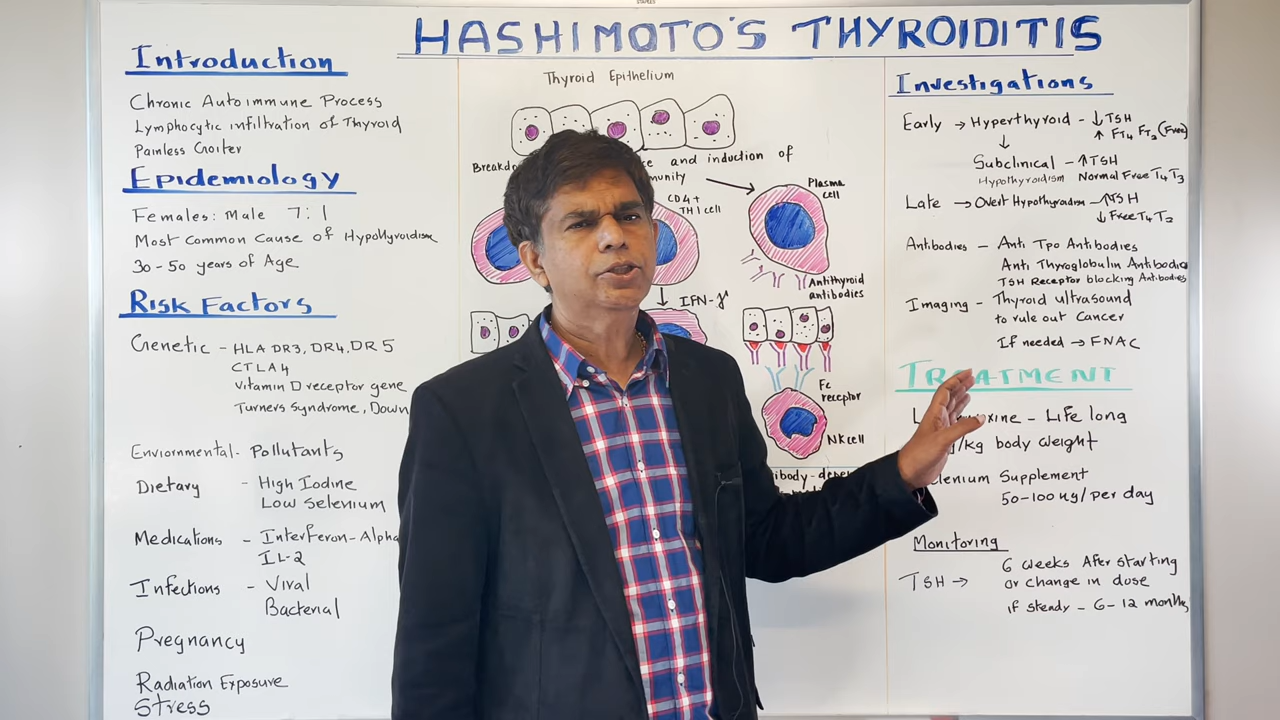 HASHIMOTO'S THYROIDITIS
Introduction
Chronic Autoimmune Process
Lymphocytic infiltration of Thyroid
Painless Goiter
Epidemiology
Females: Male 7:1
Most Common Cause of Hypothyroidism
30-50 years of Age
Risk Factors
Genetic - HLA DR3, DR4, DR5
CTLA4
Vitamin D receptor gene
Turners Syndrome, Down
Enviornmental - Pollutants
Dietary - High Iodine
Low Selenium
Medications - Interferon-Alpha
IL-2
Infections - Viral
Bacterial
Pregnancy
Radiation Exposure
Stress
Thyroid Epithelium
and induction of
CD4+
TH1 cell
Plasma
cell
Antithyroid
antibodies
IFN-γ
Fc
receptor
NK cell
Investigations
Early → Hyperthyroid - ↓ TSH
↑ FT4 FT3 (Free)
↓
Subclinical - ↑ TSH
Hypothyroidism Normal Free T4 T3
Late → Overt Hypothyroidism - ↑ TSH
↓ Free T4 T3
Antibodies - Anti TPO Antibodies
Anti Thyroglobulin Antibodies
TSH Receptor blocking Antibodies
Imaging - Thyroid ultrasound
to rule out Cancer
If needed → FNAC
TREATMENT
- Life long
/kg body weight
Supplement
50-100 ug/per day
Monitoring
TSH → 6 weeks After starting
or change in dose
if steady - 6-12 months